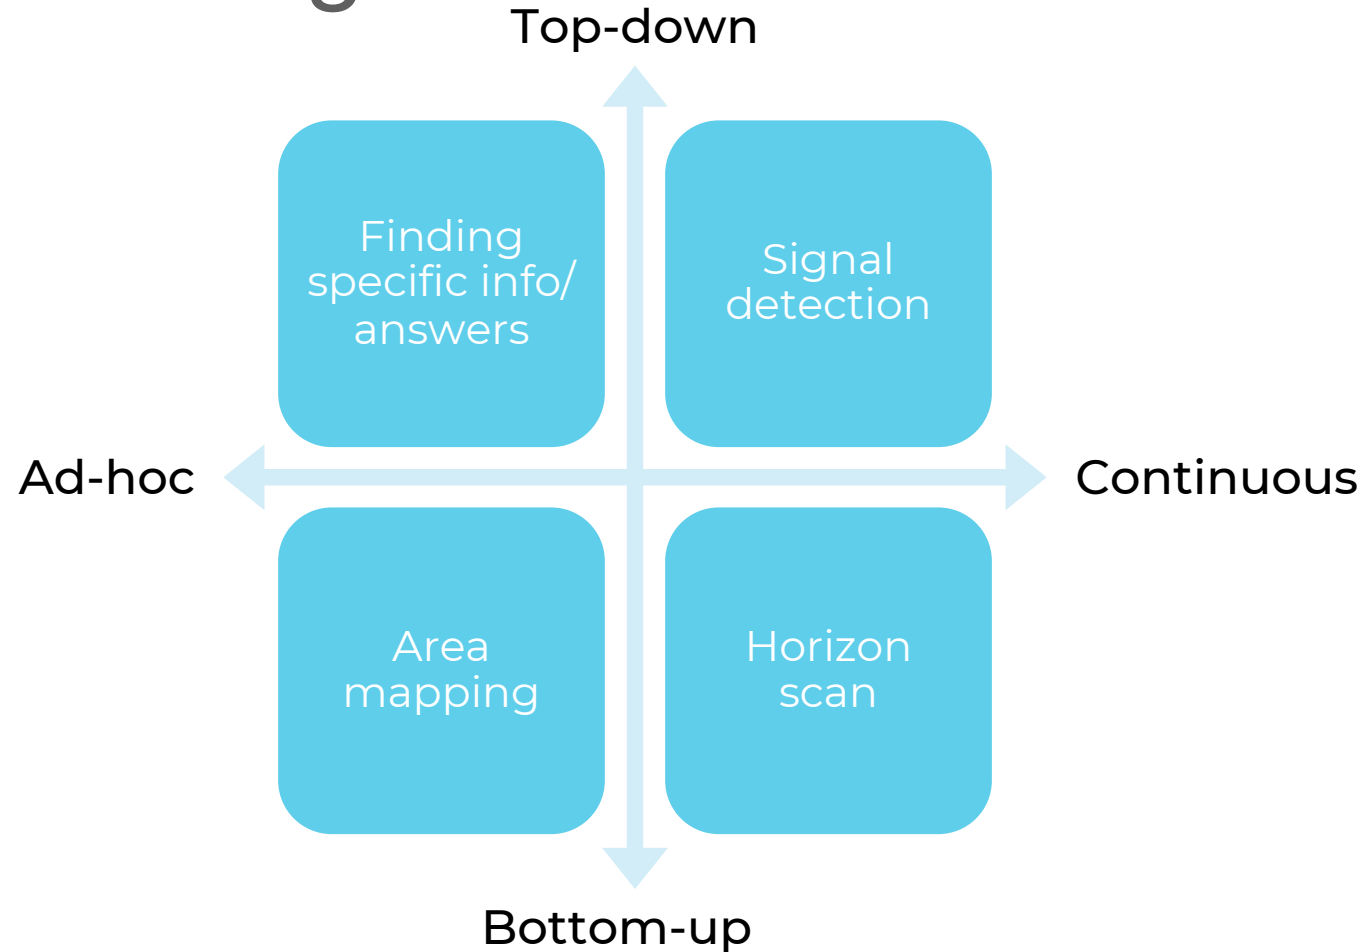 Top-down
Finding
specific info/
answers
Signal
detection
Ad-hoc
Continuous
Area
mapping
Horizon
scan
Bottom-up